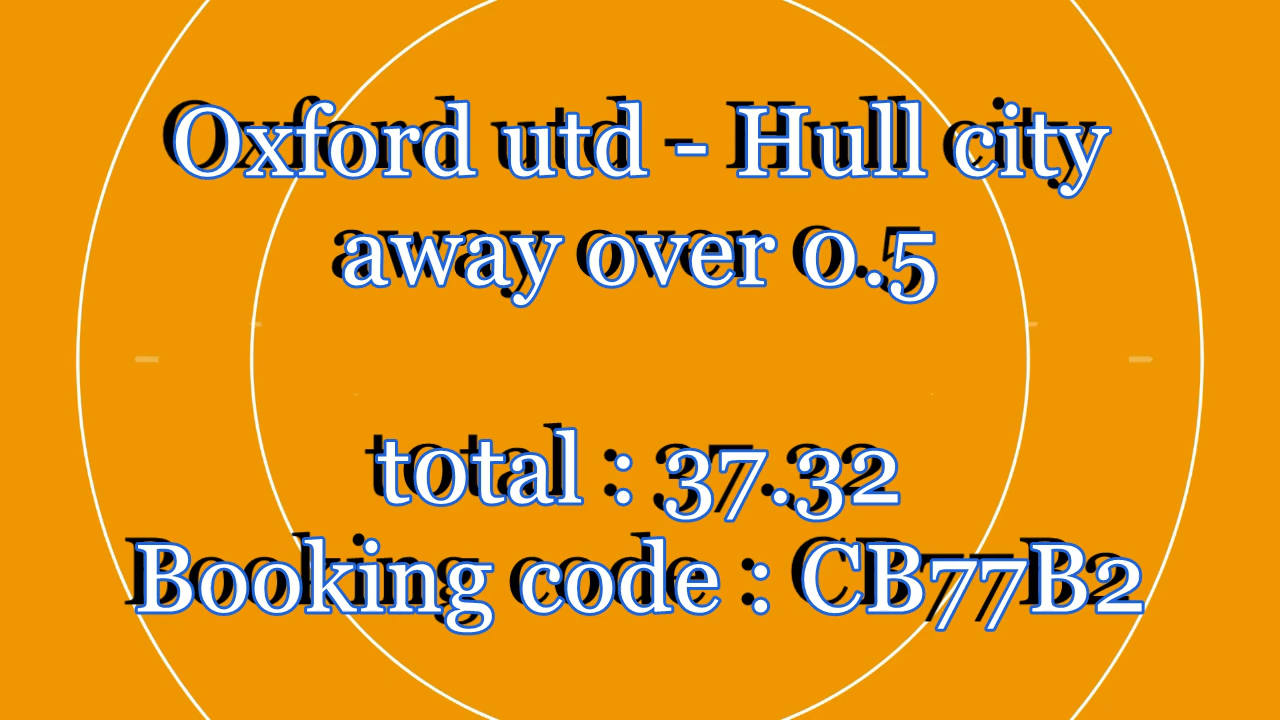 Oxford utd - Hull city
away over 0.5
total : 37.32
Booking code : CB77B2